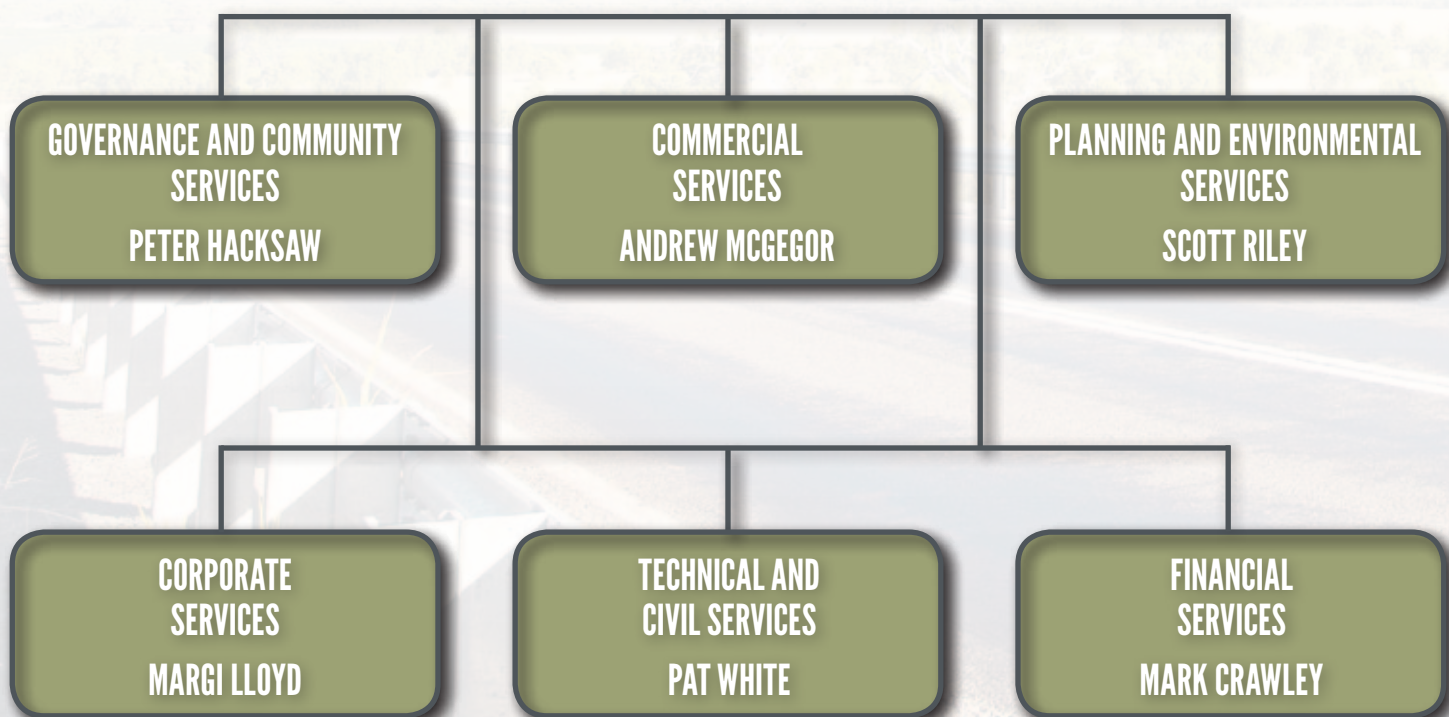 GOVERNANCE AND COMMUNITY
SERVICES
PETER HACKSAW
COMMERCIAL
SERVICES
ANDREW MCGEGOR
PLANNING AND ENVIRONMENTAL
SERVICES
SCOTT RILEY
CORPORATE
SERVICES
MARGI LLOYD
TECHNICAL AND
CIVIL SERVICES
PAT WHITE
FINANCIAL
SERVICES
MARK CRAWLEY